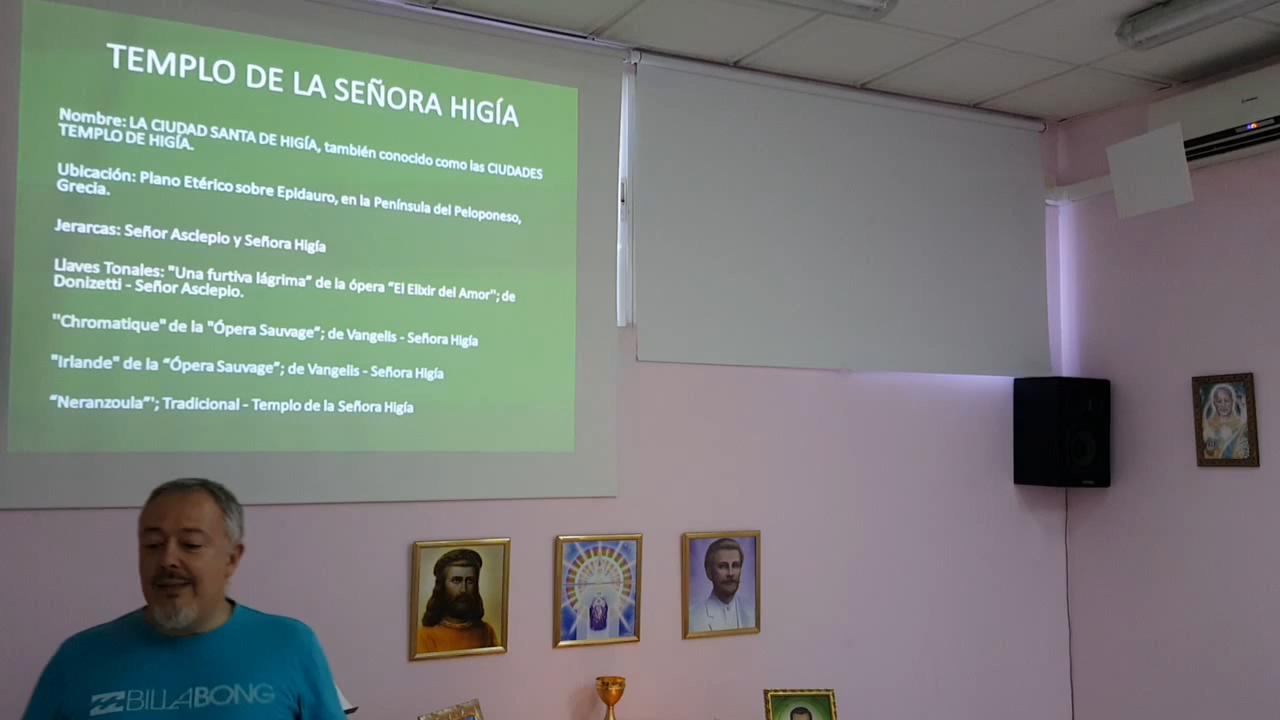 TEMPLO DE LA SEÑORA HIGÍA
Nombre: LA CIUDAD SANTA DE HIGÍA, también conocido como las CIUDADES
TEMPLO DE HIGÍA.
Ubicación: Plano Etérico sobre Epidauro, en la Península del Peloponeso,
Grecia.
Jerarcas: Señor Asclepio y Señora Higía
Llaves Tonales: "Una furtiva lágrima” de la ópera “El Elixir del Amor"; de
Donizetti - Señor Asclepio.
"Chromatique" de la "Ópera Sauvage”; de Vangelis - Señora Higía
"Irlande" de la “Ópera Sauvage”; de Vangelis - Señora Higía
“Neranzoula”'; Tradicional - Templo de la Señora Higía
BILLABONG